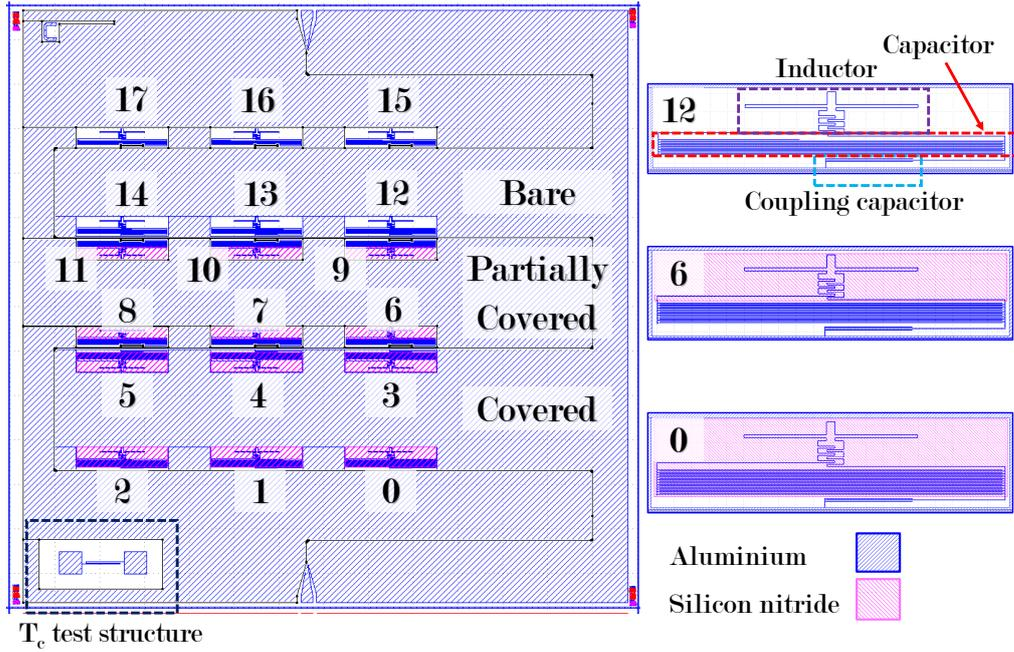 Capacitor
Inductor
17 16 15
12
14 13 12 Bare
Coupling capacitor
11 10 9 Partially
6
8 7 6 Covered
5 4 3 Covered
0
2 1 0
Aluminium
Silicon nitride
Tc test structure